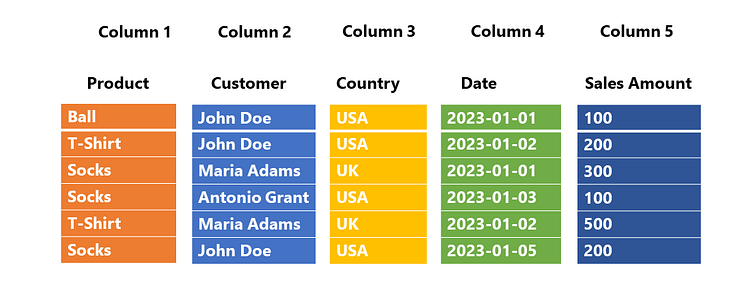 Column 1 Column 2 Column 3 Column 4 Column 5
Product Customer Country Date Sales Amount
Ball John Doe USA 2023-01-01 100
T-Shirt John Doe USA 2023-01-02 200
Socks Maria Adams UK 2023-01-01 300
Socks Antonio Grant USA 2023-01-03 100
T-Shirt Maria Adams UK 2023-01-02 500
Socks John Doe USA 2023-01-05 200